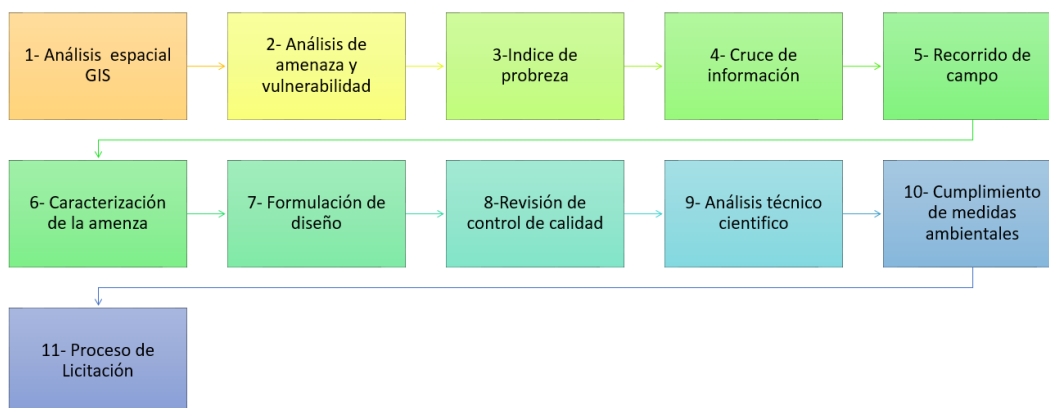 1- Análisis espacial
GIS
2- Análisis de
amenaza y
vulnerabilidad
3-Indice de
probreza
4- Cruce de
información
5- Recorrido de
campo
6- Caracterización
de la amenza
7- Formulación de
diseño
8-Revisión de
control de calidad
9- Análisis técnico
cientifico
10- Cumplimiento
de medidas
ambientales
11- Proceso de
Licitación